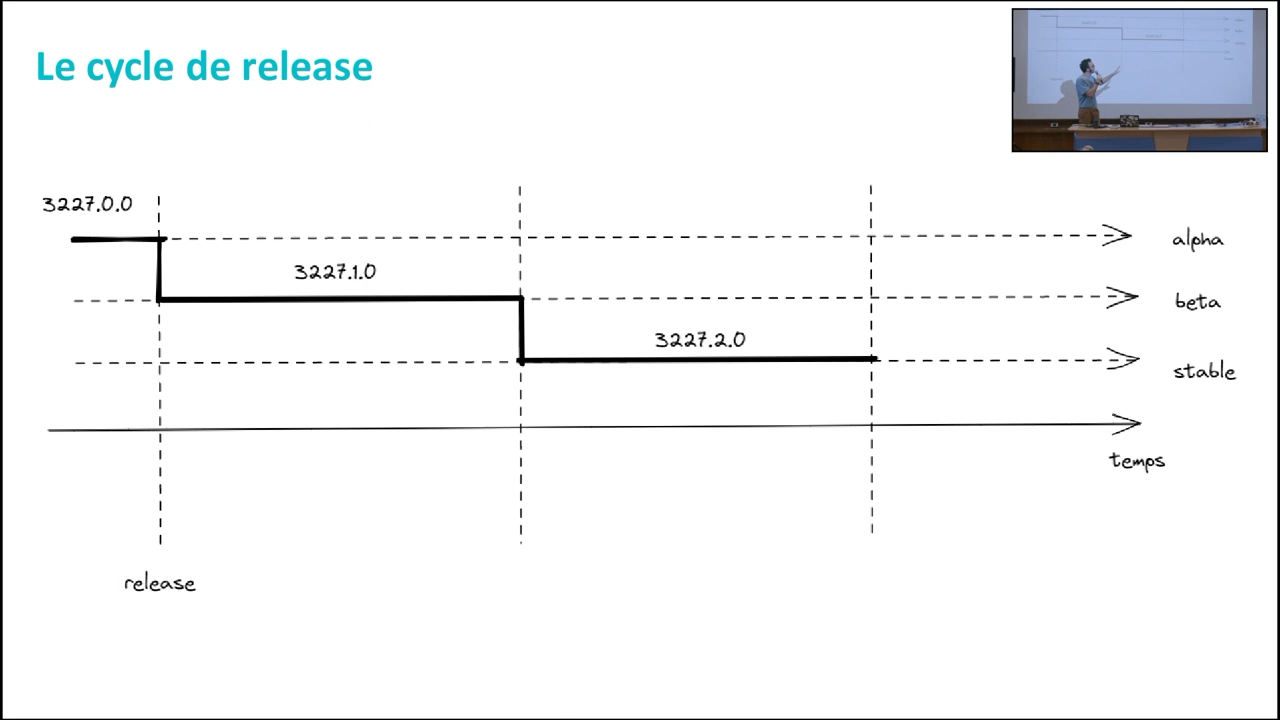 Le cycle de release
3227.0.0
alpha
3227.1.0
beta
3227.2.0
stable
temps
release